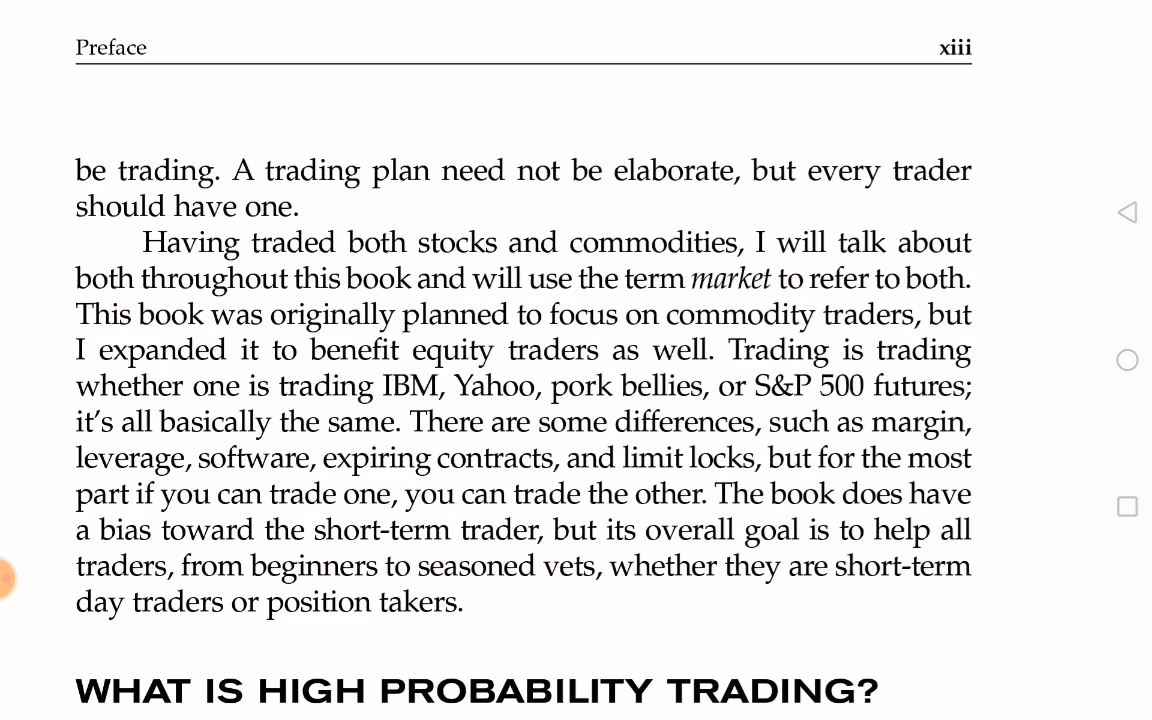 Preface xiii
be trading. A trading plan need not be elaborate, but every trader
should have one.
Having traded both stocks and commodities, I will talk about
both throughout this book and will use the term market to refer to both.
This book was originally planned to focus on commodity traders, but
I expanded it to benefit equity traders as well. Trading is trading
whether one is trading IBM, Yahoo, pork bellies, or S&P 500 futures;
it's all basically the same. There are some differences, such as margin,
leverage, software, expiring contracts, and limit locks, but for the most
part if you can trade one, you can trade the other. The book does have
a bias toward the short-term trader, but its overall goal is to help all
traders, from beginners to seasoned vets, whether they are short-term
day traders or position takers.
WHAT IS HIGH PROBABILITY TRADING?